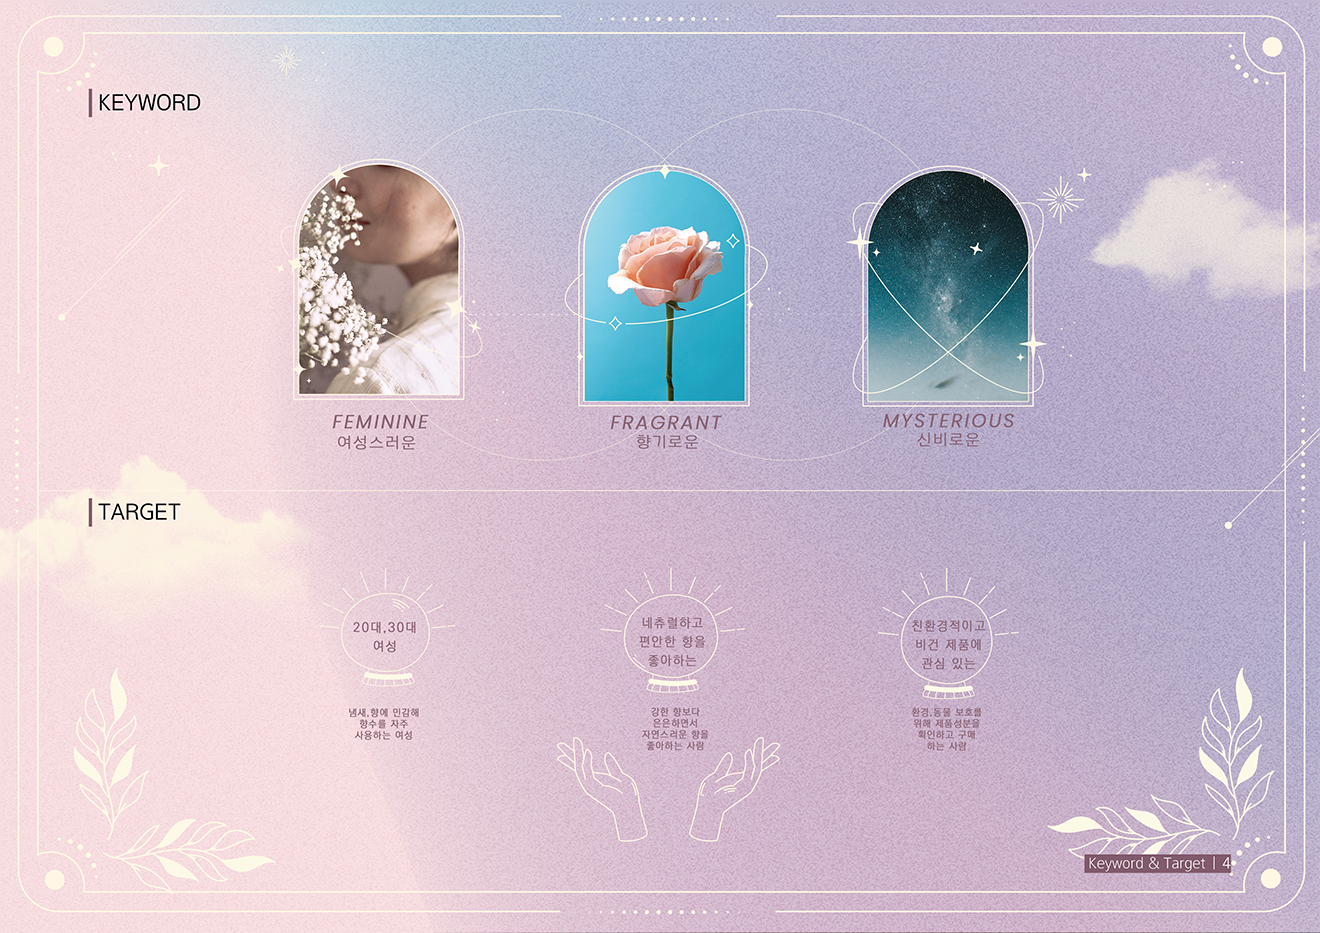 KEYWORD
FEMININE
여성스러운
FRAGRANT
향기로운
MYSTERIOUS
신비로운
TARGET
20대,30대
여성
냄새,향에 민감해
향수를 자주
사용하는 여성
네츄럴하고
편안한 향을
좋아하는
강한 향보다
은은하면서
자연스러운 향을
좋아하는 사람
친환경적이고
비건 제품에
관심 있는
환경,동물 보호를
위해 제품성분을
확인하고 구매
하는 사람
Keyword & Target | 4